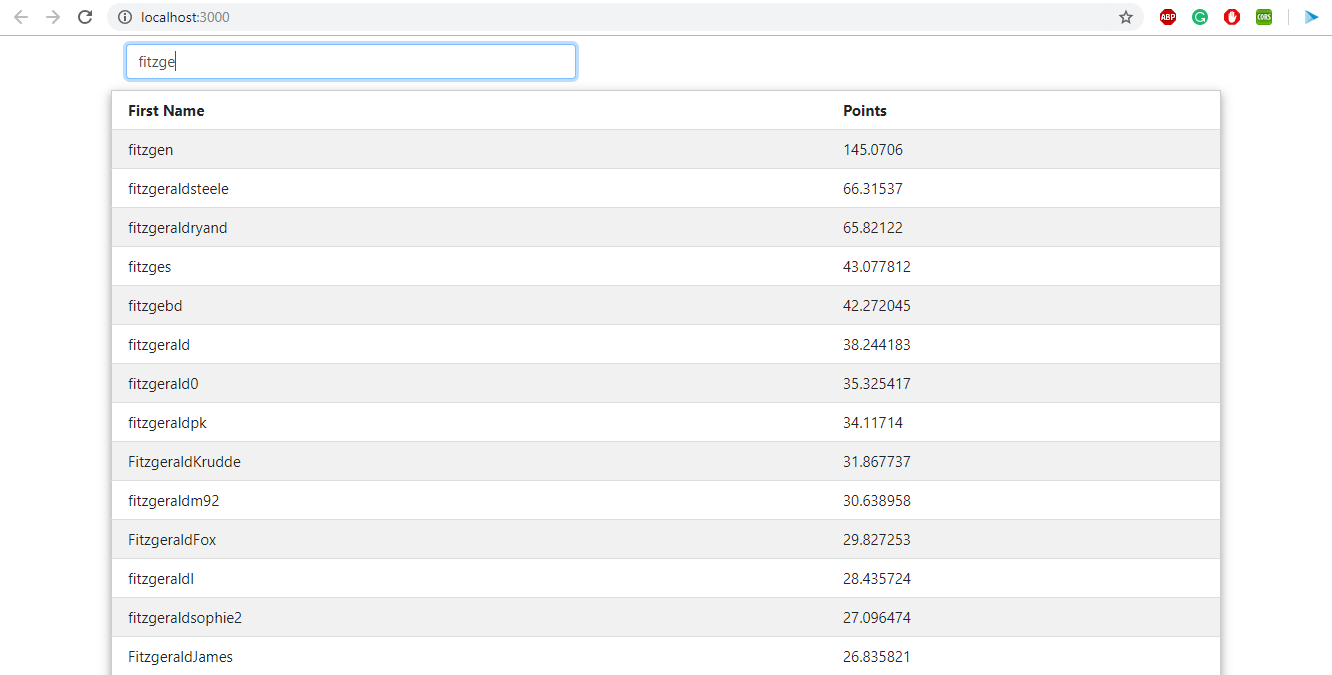 localhost:3000
ABP
CORS
fitzge
First Name Points
fitzgen 145.0706
fitzgeraldsteele 66.31537
fitzgeraldryand 65.82122
fitzges 43.077812
fitzgebd 42.272045
fitzgerald 38.244183
fitzgerald0 35.325417
fitzgeraldpk 34.11714
FitzgeraldKrudde 31.867737
fitzgeraldm92 30.638958
FitzgeraldFox 29.827253
fitzgeraldl 28.435724
fitzgeraldsophie2 27.096474
FitzgeraldJames 26.835821